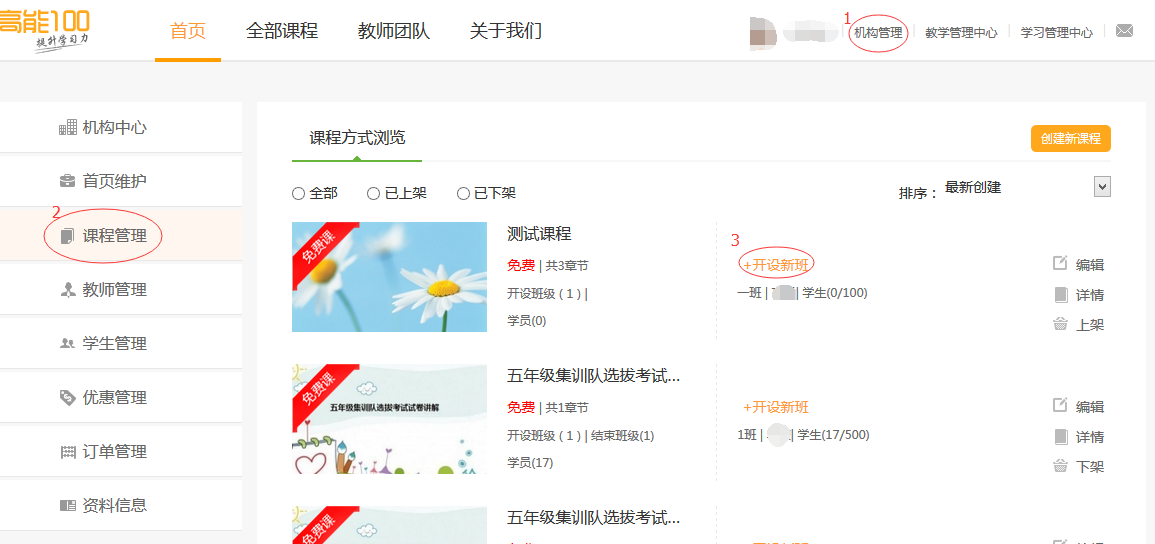 高能100
提升学习力
首页
全部课程
教师团队
关于我们
1
机构管理
教学管理中心
学习管理中心
机构中心
首页维护
2
课程管理
教师管理
学生管理
优惠管理
订单管理
资料信息
课程方式浏览
创建新课程
全部
已上架
已下架
排序：
最新创建
免费课
测试课程
免费 | 共3章节
开设班级 ( 1 ) |
学员(0)
3
+开设新班
一班 | | 学生(0/100)
编辑
详情
上架
免费课
五年级集训队选拔考试试卷讲解
五年级集训队选拔考试...
免费 | 共1章节
开设班级 ( 1 ) | 结束班级(1)
学员(17)
+开设新班
1班 | | 学生(17/500)
编辑
详情
下架
免费课
五年级集训队选拔考试...